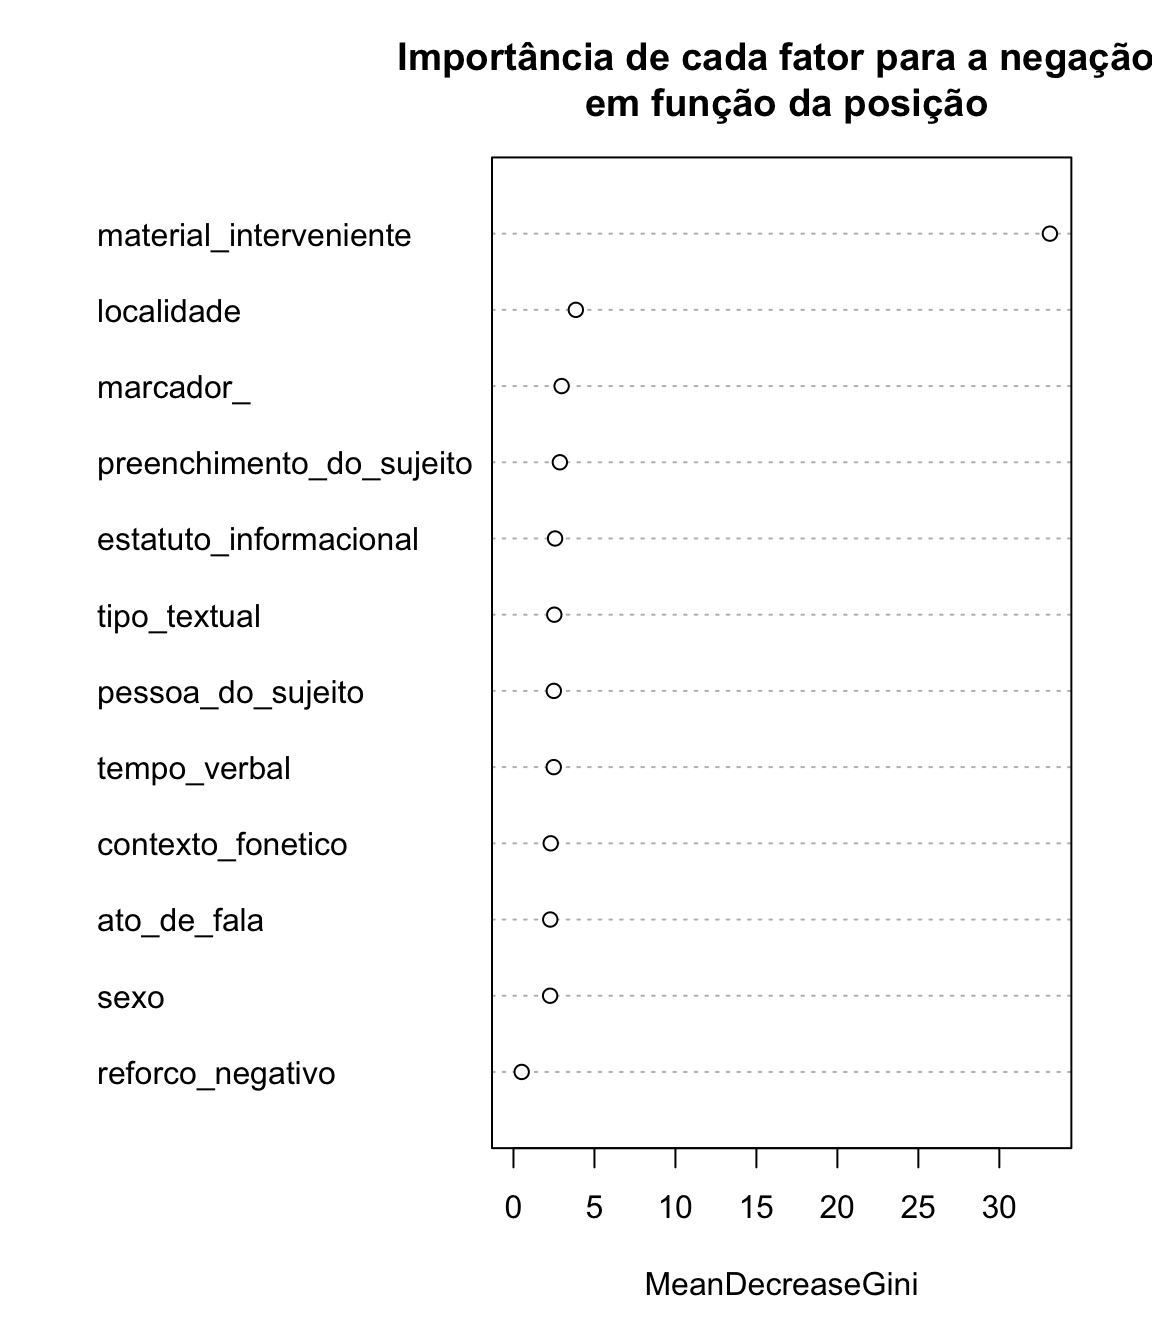 Importância de cada fator para a negação
em função da posição
material_interveniente
localidade
marcador_
preenchimento_do_sujeito
estatuto_informacional
tipo_textual
pessoa_do_sujeito
tempo_verbal
contexto_fonetico
ato_de_fala
sexo
reforco_negativo
0 5 10 15 20 25 30
MeanDecreaseGini